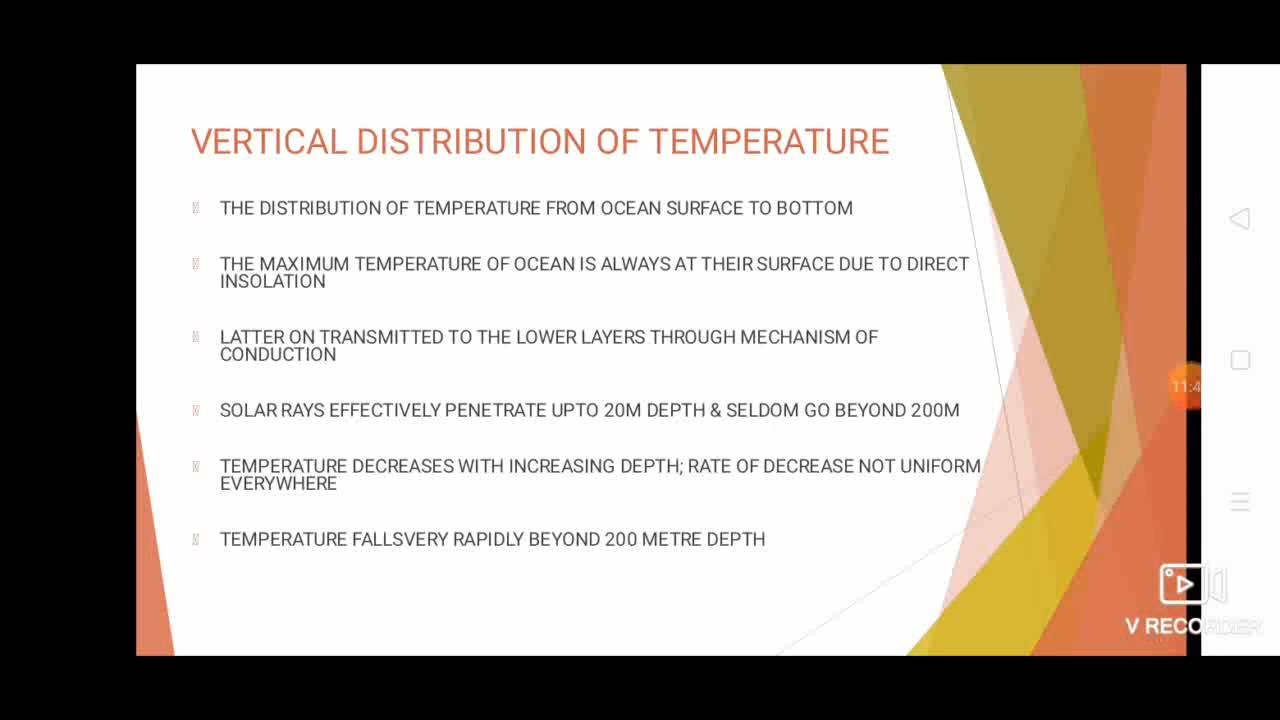 VERTICAL DISTRIBUTION OF TEMPERATURE
THE DISTRIBUTION OF TEMPERATURE FROM OCEAN SURFACE TO BOTTOM
THE MAXIMUM TEMPERATURE OF OCEAN IS ALWAYS AT THEIR SURFACE DUE TO DIRECT
INSOLATION
LATTER ON TRANSMITTED TO THE LOWER LAYERS THROUGH MECHANISM OF
CONDUCTION
SOLAR RAYS EFFECTIVELY PENETRATE UPTO 20M DEPTH & SELDOM GO BEYOND 200M
11:4
TEMPERATURE DECREASES WITH INCREASING DEPTH; RATE OF DECREASE NOT UNIFORM
EVERYWHERE
TEMPERATURE FALLSVERY RAPIDLY BEYOND 200 METRE DEPTH
V RECORDER